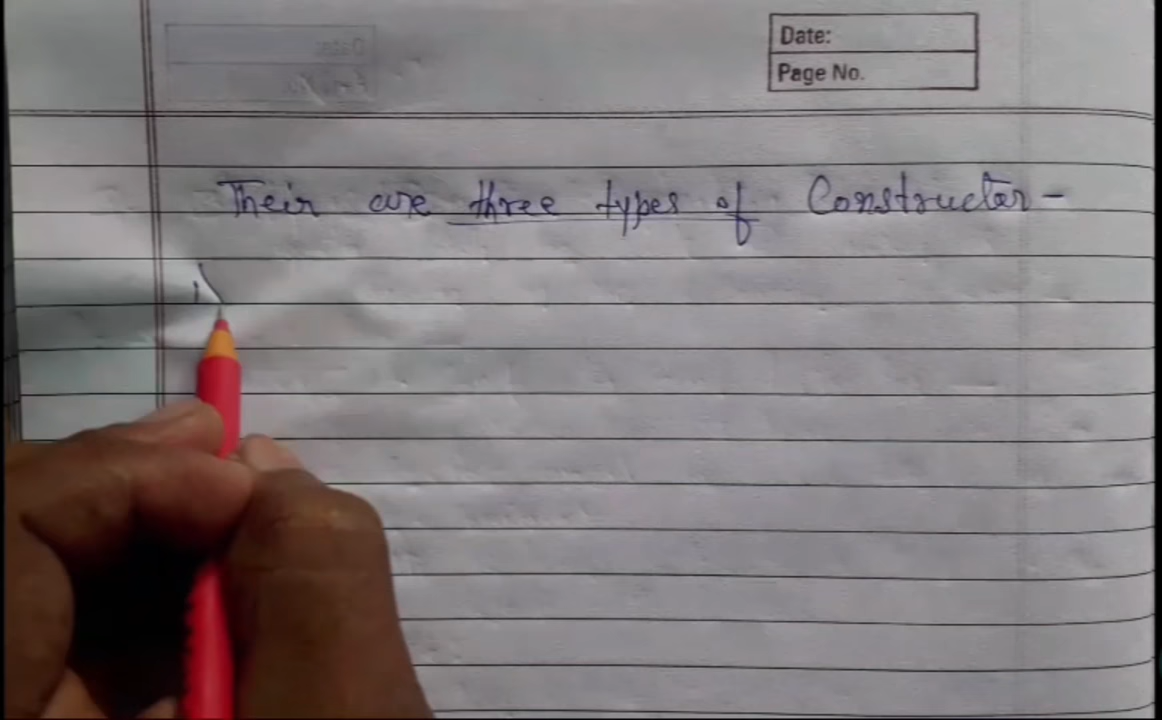 Date:
Page No.
Their are three types of Constructor -